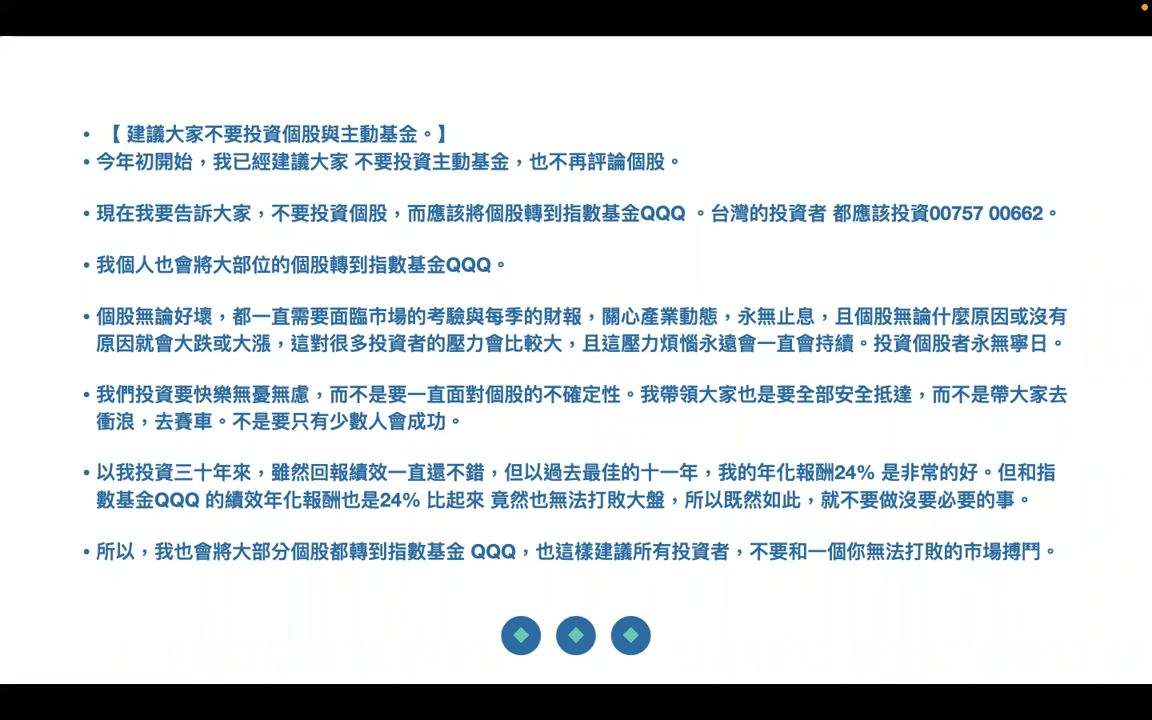 • 【 建議大家不要投資個股與主動基金。】
• 今年初開始，我已經建議大家 不要投資主動基金，也不再評論個股。
• 現在我要告訴大家，不要投資個股，而應該將個股轉到指數基金QQQ 。台灣的投資者 都應該投資00757 00662。
• 我個人也會將大部位的個股轉到指數基金QQQ。
• 個股無論好壞，都一直需要面臨市場的考驗與每季的財報，關心產業動態，永無止息，且個股無論什麼原因或沒有
原因就會大跌或大漲，這對很多投資者的壓力會比較大，且這壓力煩惱永遠會一直會持續。投資個股者永無寧日。
• 我們投資要快樂無憂無慮，而不是要一直面對個股的不確定性。我帶領大家也是要全部安全抵達，而不是帶大家去
衝浪，去賽車。不是要只有少數人會成功。
• 以我投資三十年來，雖然回報績效一直還不錯，但以過去最佳的十一年，我的年化報酬24% 是非常的好。但和指
數基金QQQ 的績效年化報酬也是24% 比起來 竟然也無法打敗大盤，所以既然如此，就不要做沒要必要的事。
• 所以，我也會將大部分個股都轉到指數基金 QQQ，也這樣建議所有投資者，不要和一個你無法打敗的市場搏鬥。